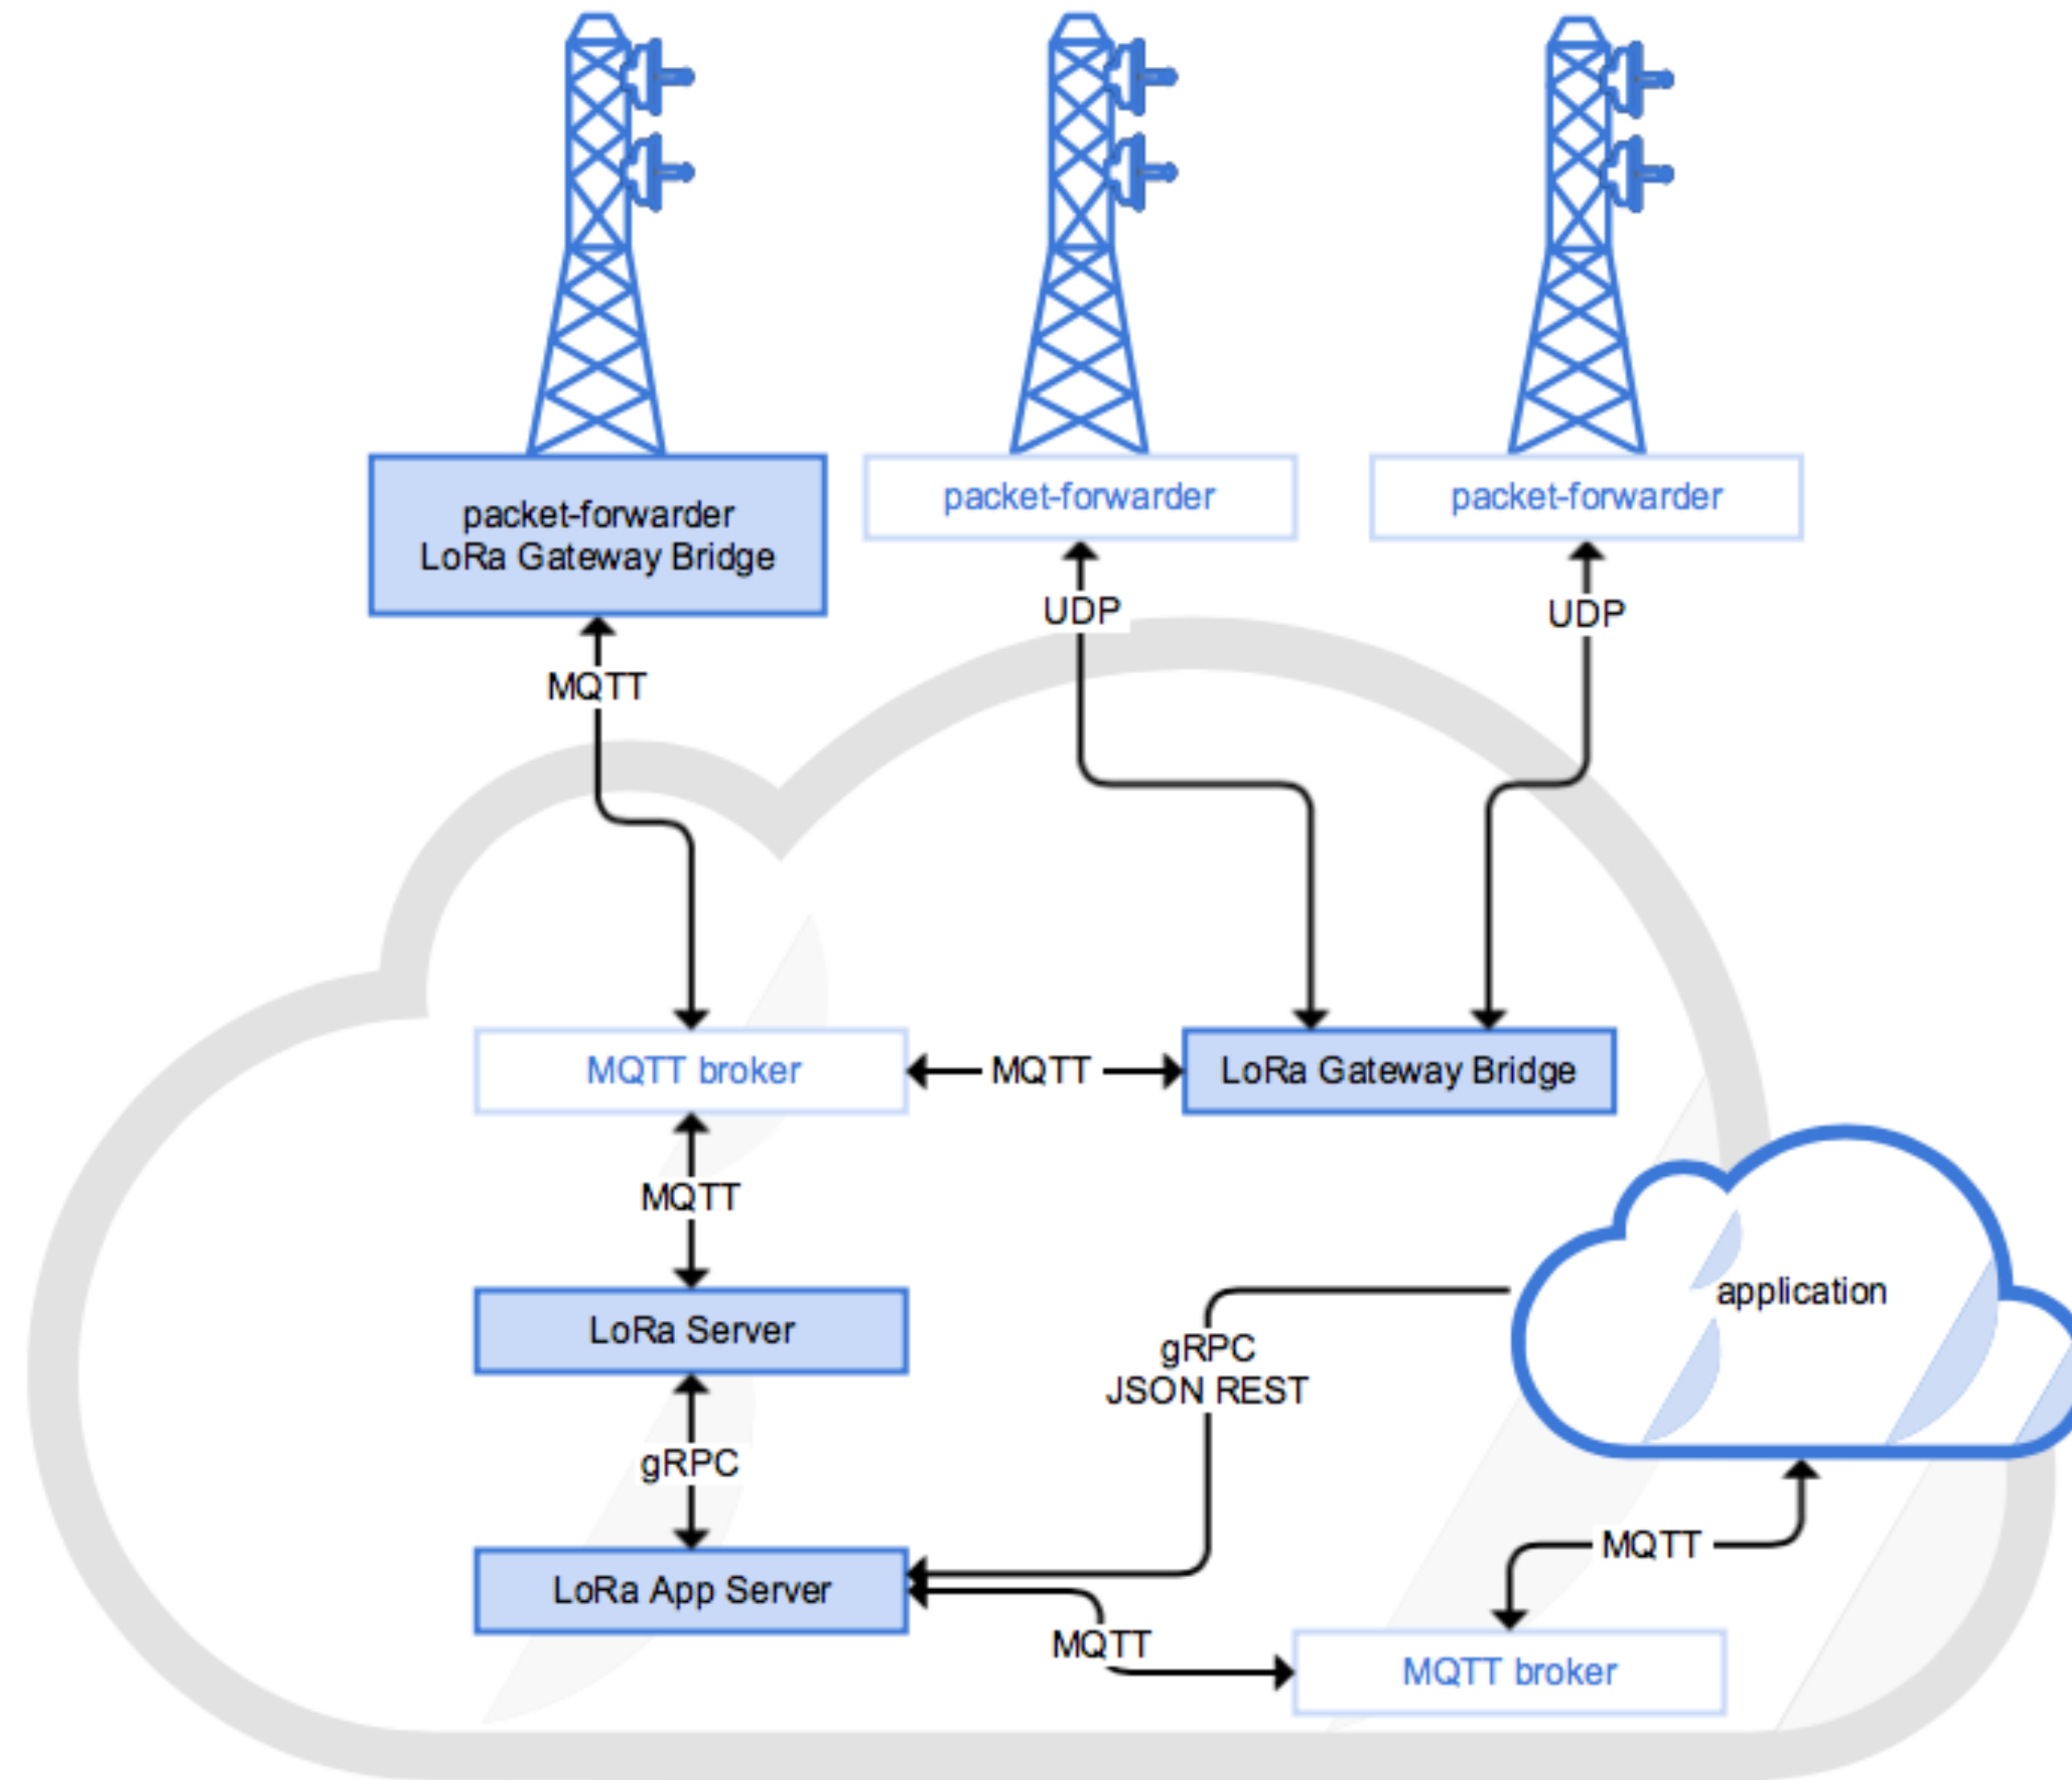 packet-forwarder
LoRa Gateway Bridge
packet-forwarder
packet-forwarder
UDP
UDP
MQTT
MQTT broker
MQTT
LoRa Gateway Bridge
MQTT
LoRa Server
application
gRPC
JSON REST
gRPC
LoRa App Server
MQTT
MQTT
MQTT broker